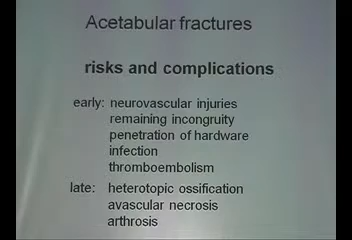 Acetabular fractures
risks and complications
early: neurovascular injuries
remaining incongruity
penetration of hardware
infection
thromboembolism
late: heterotopic ossification
avascular necrosis
arthrosis